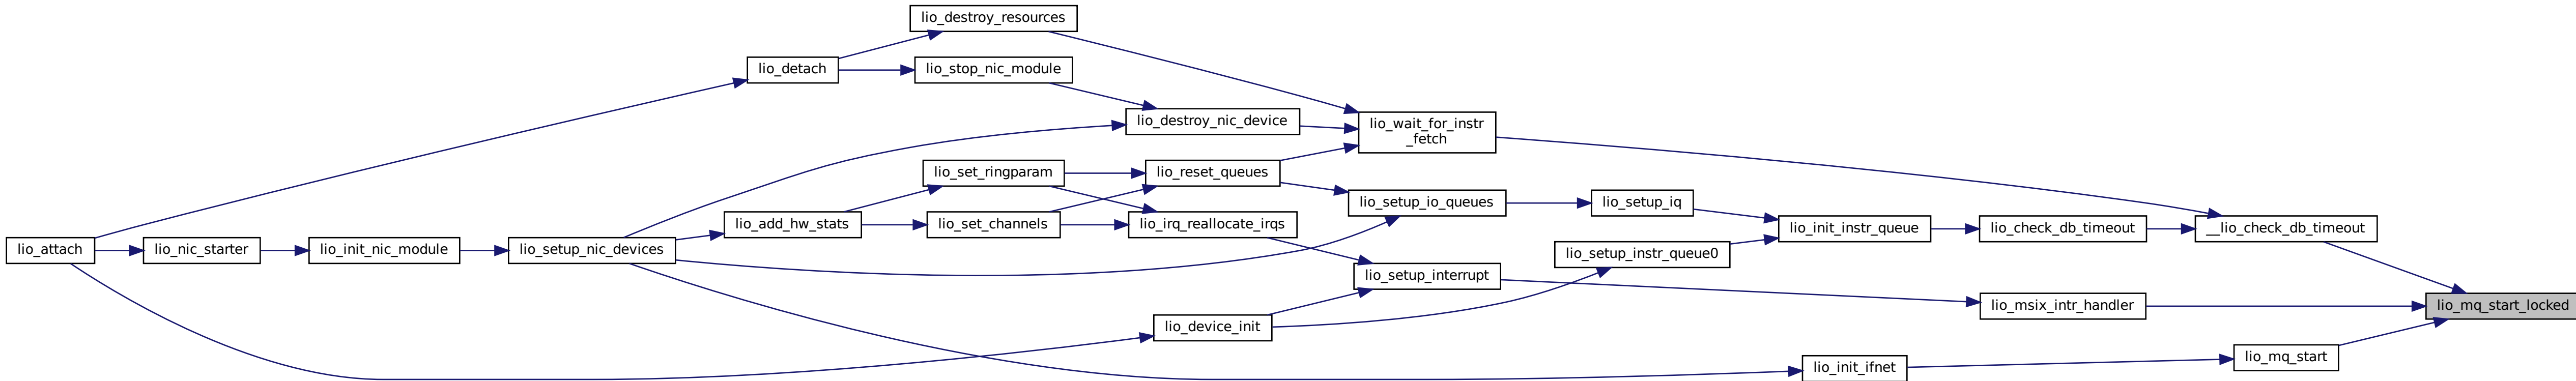 lio_destroy_resources
lio_detach
lio_stop_nic_module
lio_destroy_nic_device
lio_wait_for_instr
_fetch
lio_set_ringparam
lio_reset_queues
lio_setup_io_queues
lio_setup_iq
lio_add_hw_stats
lio_set_channels
lio_irq_reallocate_irqs
lio_init_instr_queue
lio_check_db_timeout
__lio_check_db_timeout
lio_attach
lio_nic_starter
lio_init_nic_module
lio_setup_nic_devices
lio_setup_instr_queue0
lio_setup_interrupt
lio_msix_intr_handler
lio_mq_start_locked
lio_device_init
lio_mq_start
lio_init_ifnet